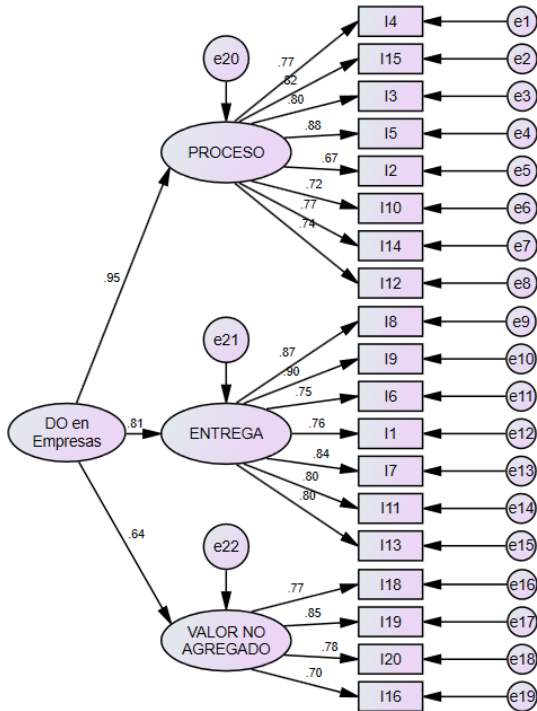 I4
e1
.77
I15
e2
e20
.82
.80
I3
e3
PROCESO
.88
I5
e4
.67
I2
e5
.72
I10
e6
.77
I14
e7
.74
I12
e8
.95
I8
e9
e21
.87
I9
e10
.90
.75
I6
e11
DO en
Empresas
.81
ENTREGA
.76
I1
e12
.84
I7
e13
.80
I11
e14
.80
I13
e15
.64
e22
.77
I18
e16
VALOR NO
AGREGADO
.85
I19
e17
.78
I20
e18
.70
I16
e19